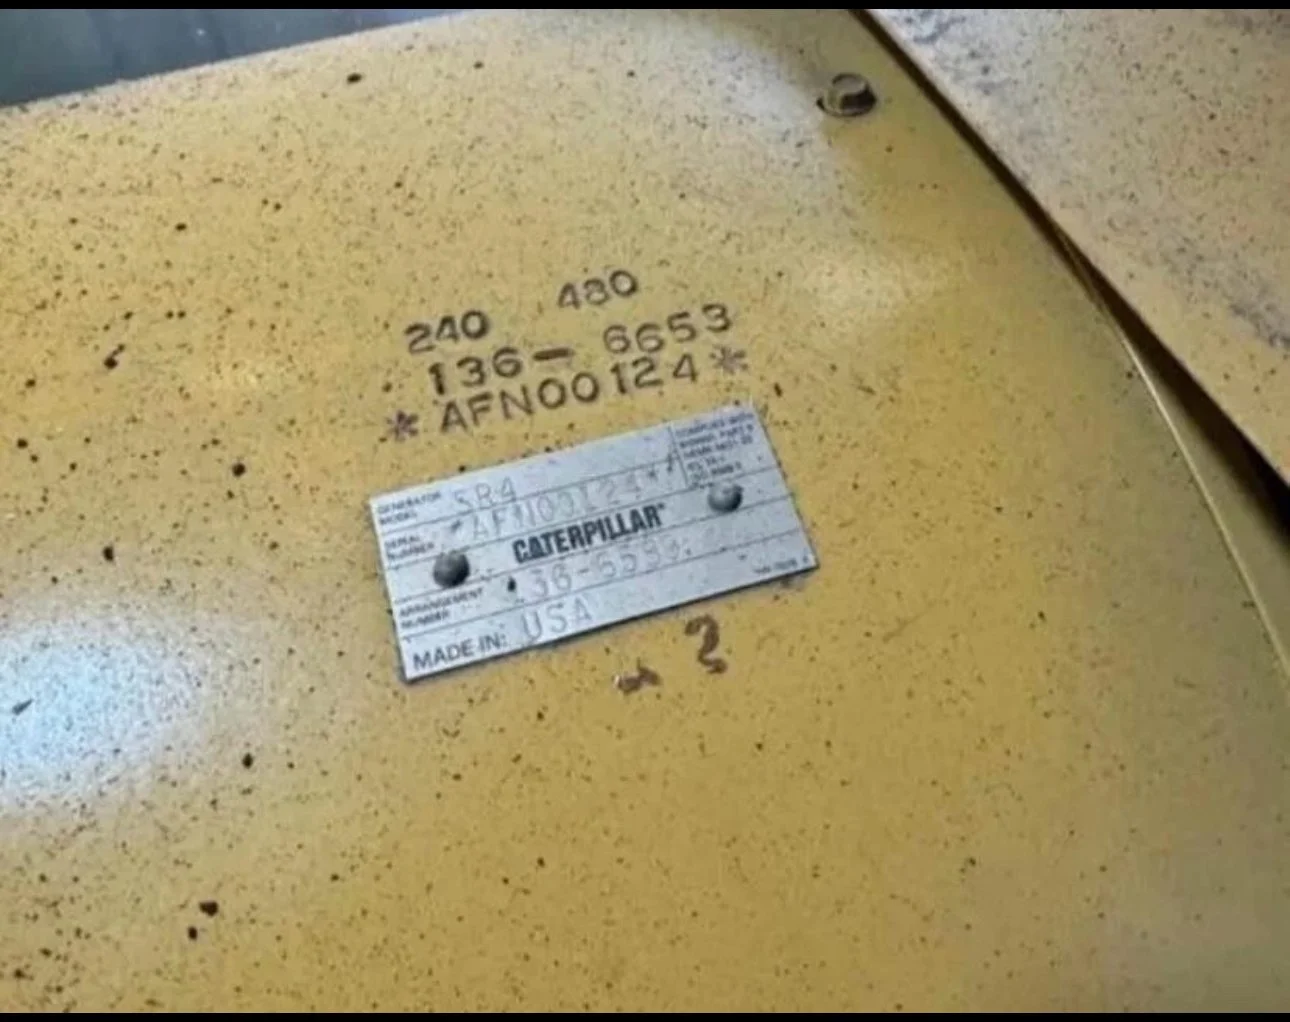 240 480
136- 6653
*AFN00124*
GENERATOR MODEL SR4
SERIAL NUMBER *AFN00124*
CATERPILLAR
ARRANGEMENT NUMBER
MADE IN: USA